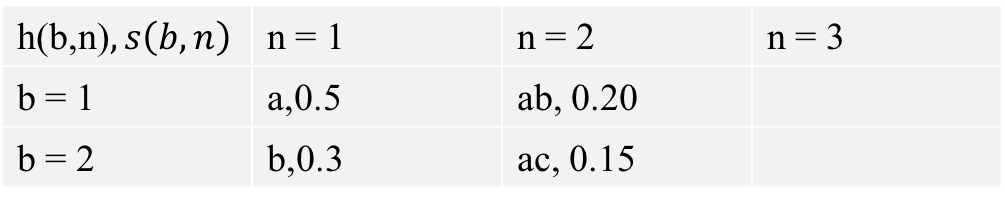 h(b,n), 𝑠(𝑏, 𝑛) n = 1 n = 2 n = 3
b = 1 a,0.5 ab, 0.20
b = 2 b,0.3 ac, 0.15